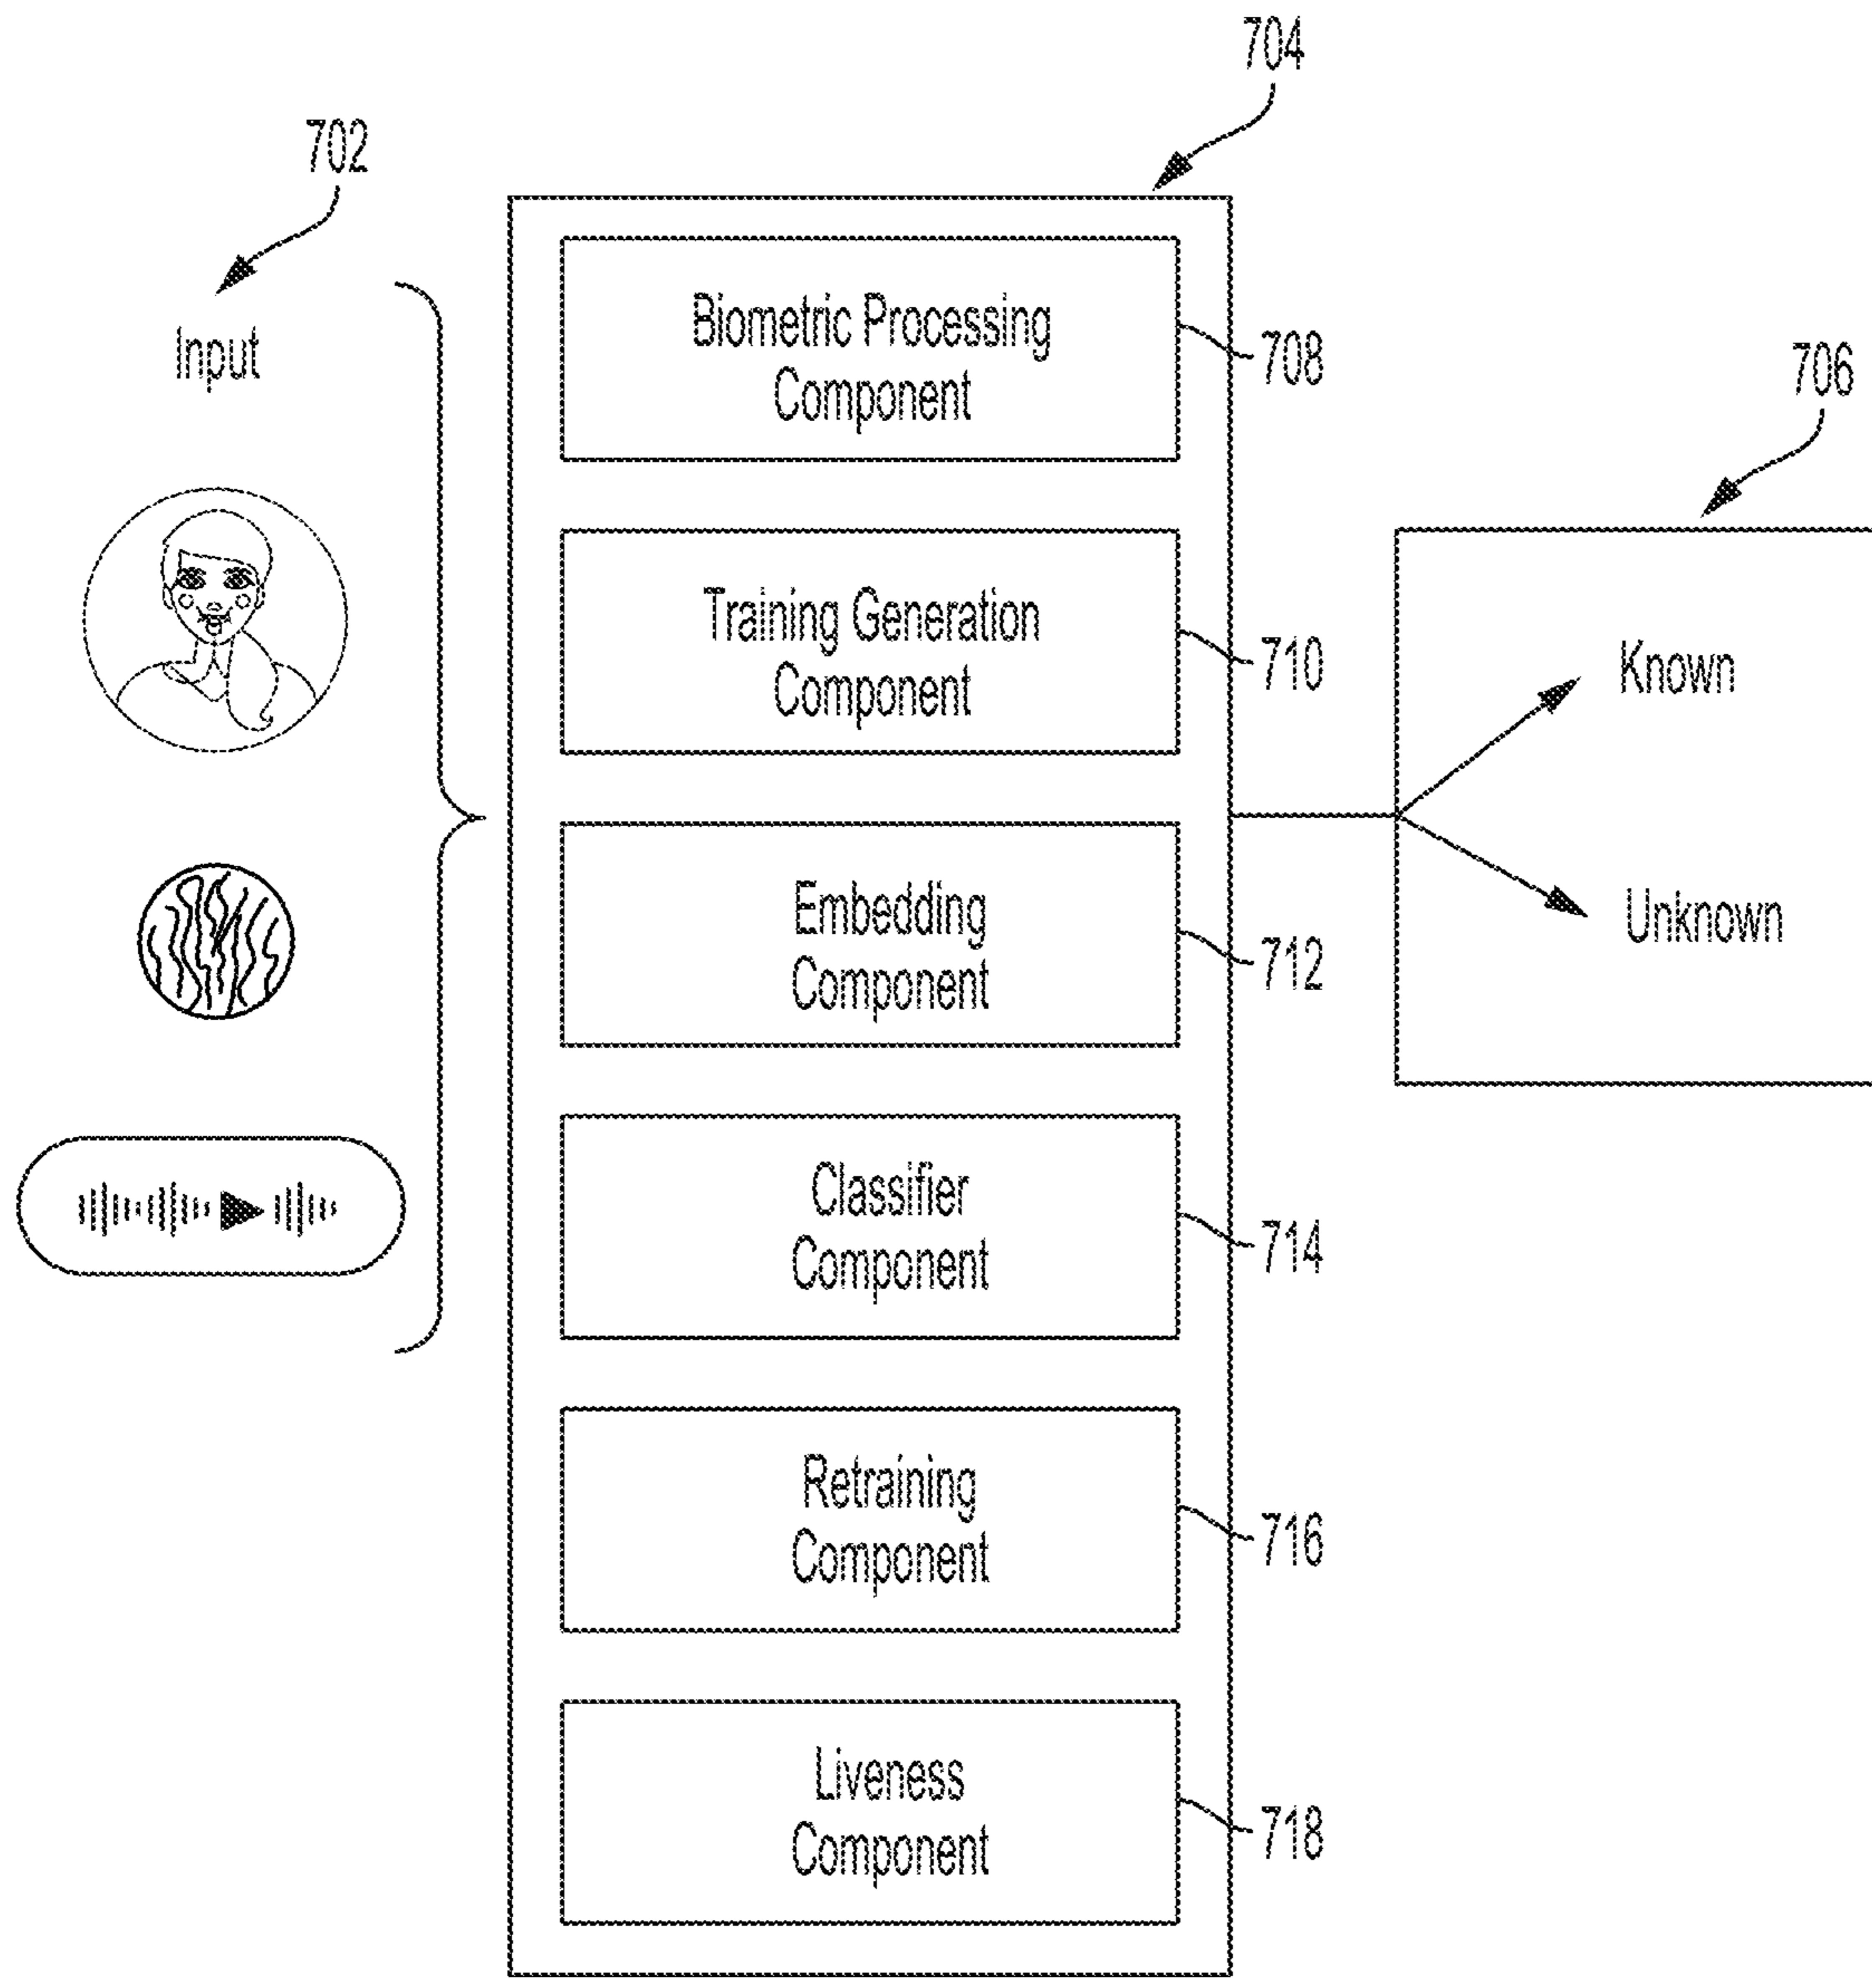 704
702
Input
Biometric Processing
Component
708
Training Generation
Component
710
Embedding
Component
712
Classifier
Component
714
Retraining
Component
716
Liveness
Component
718
706
Known
Unknown